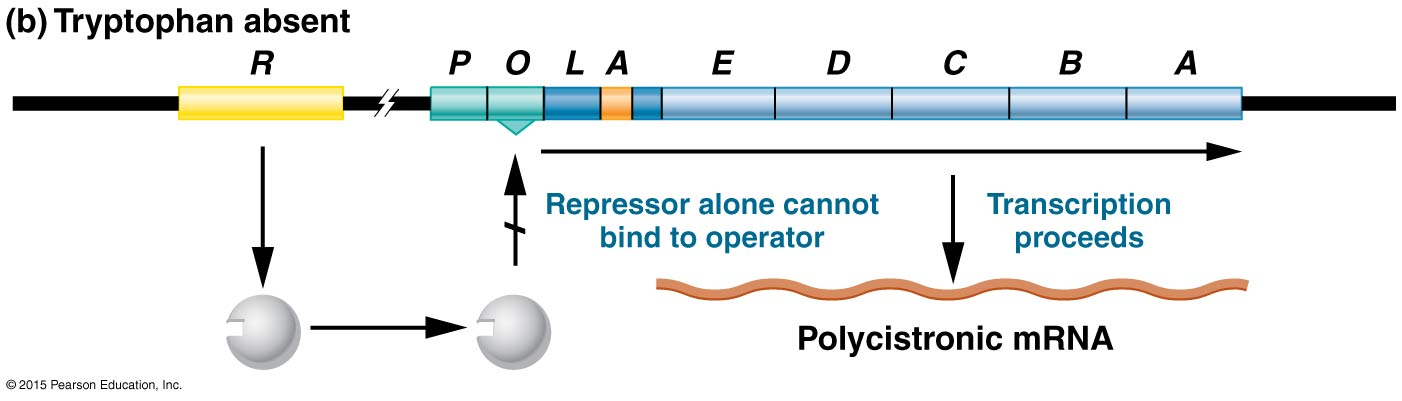 (b) Tryptophan absent
R P O L A E D C B A
Repressor alone cannot
bind to operator
Transcription
proceeds
Polycistronic mRNA
© 2015 Pearson Education, Inc.